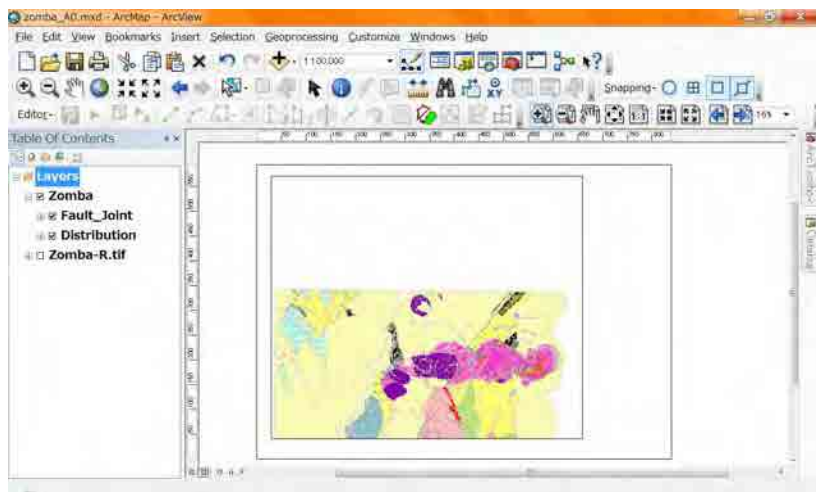 zomba_A0.mxd - ArcMap - ArcView
File Edit View Bookmarks Insert Selection Geoprocessing Customize Windows Help
1:100,000
Snapping-
Editor-
16%
Table Of Contents
Layers
Zomba
Fault_Joint
Distribution
Zomba-R.tif
ArcToolbox
Catalog